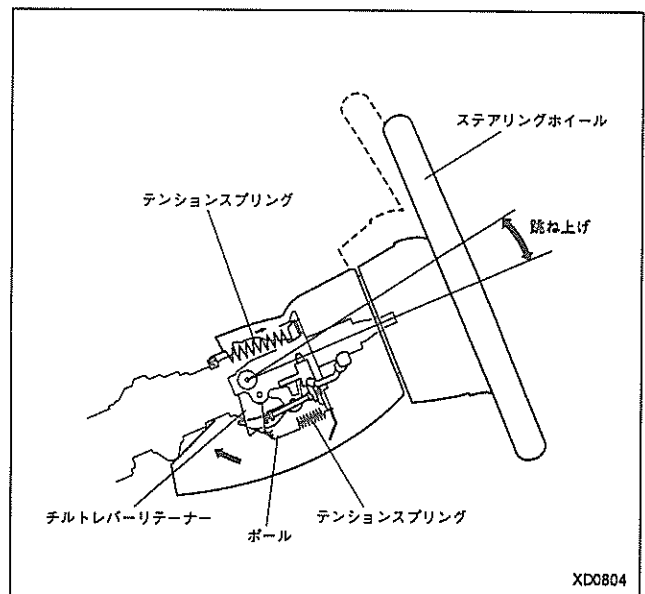 ステアリングホイール
テンションスプリング
跳ね上げ
チルトレバーリテーナー
テンションスプリング
ポール
XD0804